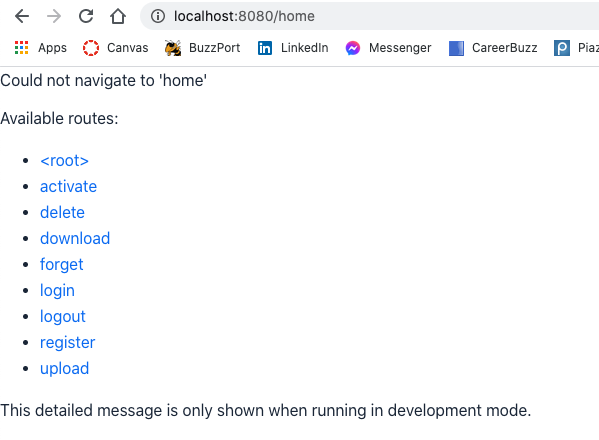 localhost:8080/home
Apps Canvas BuzzPort LinkedIn Messenger CareerBuzz Piaz
Could not navigate to 'home'
Available routes:
<root>
activate
delete
download
forget
login
logout
register
upload
This detailed message is only shown when running in development mode.